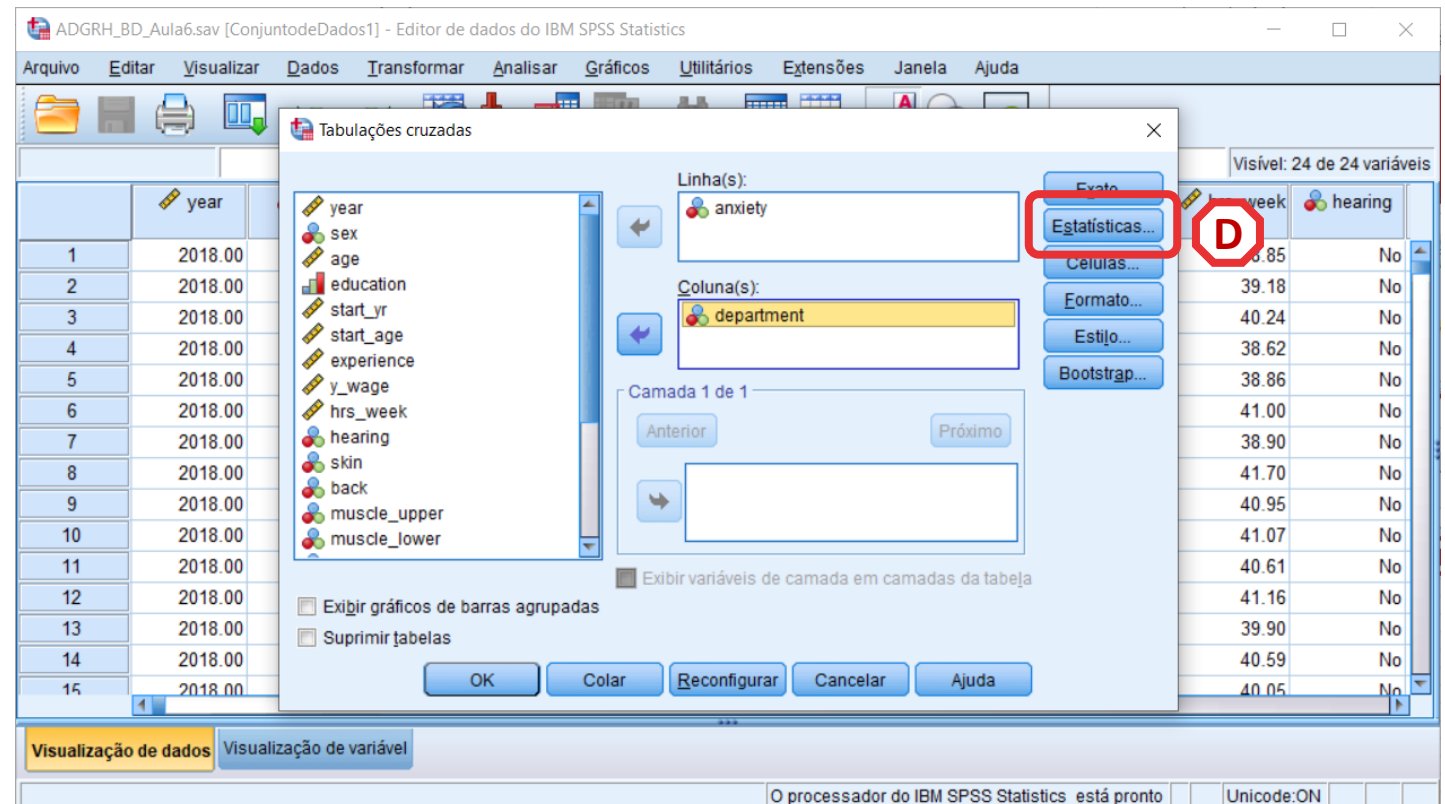 ADGRH_BD_Aula6.sav [ConjuntodeDados1] - Editor de dados do IBM SPSS Statistics
Arquivo Editar Visualizar Dados Transformar Analisar Gráficos Utilitários Extensões Janela Ajuda
Tabulações cruzadas
Visível: 24 de 24 variáveis
year
hrs_week
hearing
1 2018.00
2 2018.00 39.18 No
3 2018.00 40.24 No
4 2018.00 38.62 No
5 2018.00 38.86 No
6 2018.00 41.00 No
7 2018.00 38.90 No
8 2018.00 41.70 No
9 2018.00 40.95 No
10 2018.00 41.07 No
11 2018.00 40.61 No
12 2018.00 41.16 No
13 2018.00 39.90 No
14 2018.00 40.59 No
15 2018.00 40.05 No
No
year
sex
age
education
start_yr
start_age
experience
y_wage
hrs_week
hearing
skin
back
muscle_upper
muscle_lower
Linha(s):
anxiety
Coluna(s):
department
Camada 1 de 1
Anterior Próximo
Exibir variáveis de camada em camadas da tabela
Exato...
Estatísticas...
D
Células...
Formato...
Estilo...
Bootstrap...
Exibir gráficos de barras agrupadas
Suprimir tabelas
OK Colar Reconfigurar Cancelar Ajuda
Visualização de dados Visualização de variável
O processador do IBM SPSS Statistics está pronto Unicode:ON